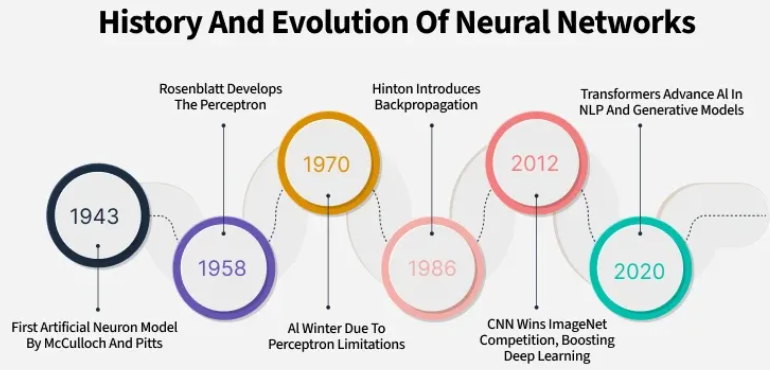 History And Evolution Of Neural Networks
Rosenblatt Develops
The Perceptron
Hinton Introduces
Backpropagation
Transformers Advance AI In
NLP And Generative Models
1943
1958
1970
1986
2012
2020
First Artificial Neuron Model
By McCulloch And Pitts
AI Winter Due To
Perceptron Limitations
CNN Wins ImageNet
Competition, Boosting
Deep Learning